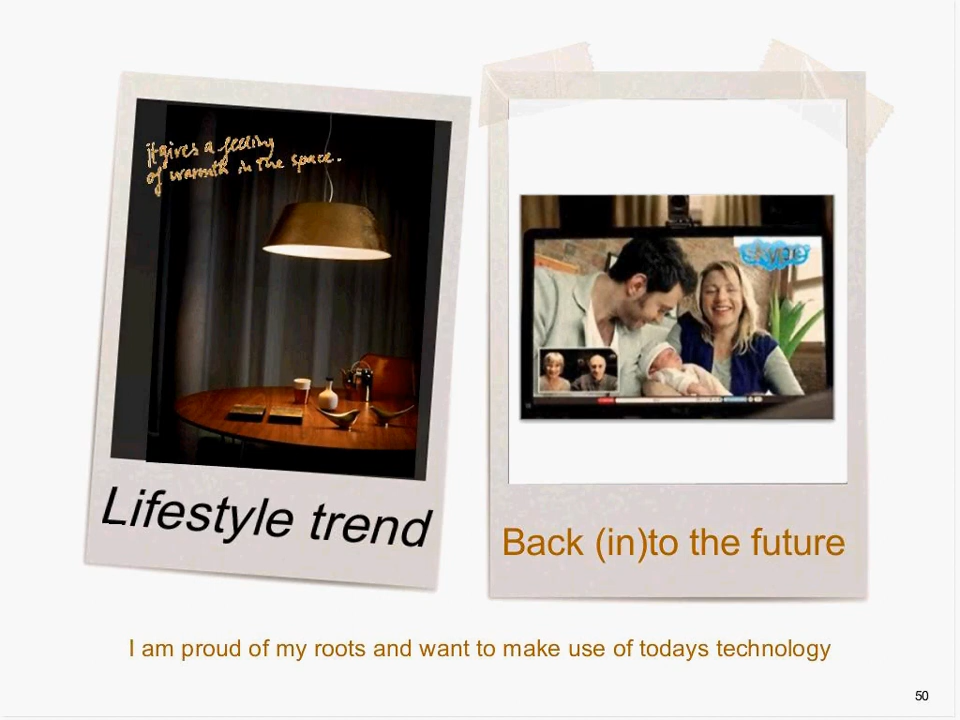 it gives a feeling
of warmth in the space.
skype
Lifestyle trend
Back (in)to the future
I am proud of my roots and want to make use of todays technology
50